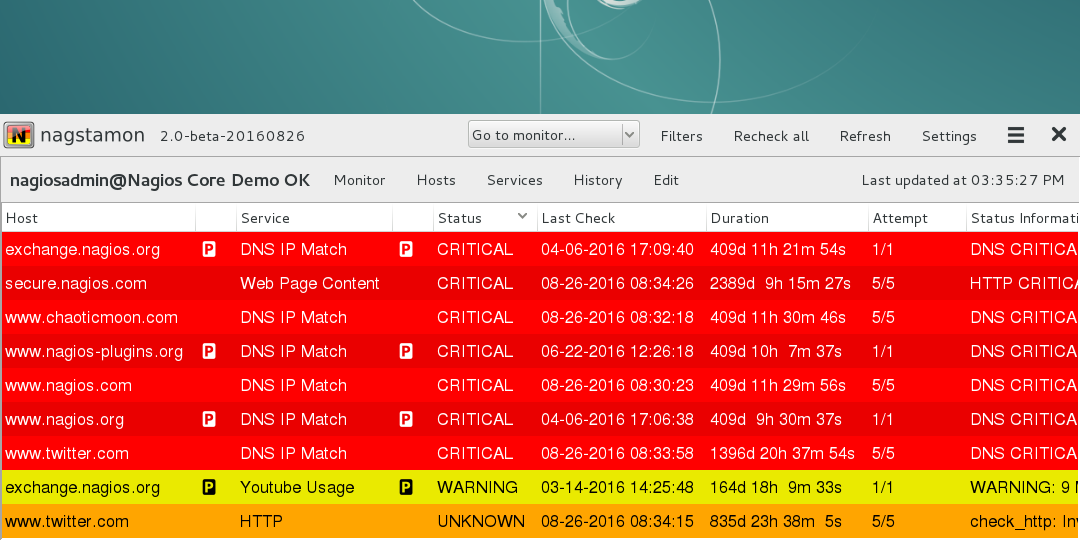 nagstamon 2.0-beta-20160826 Go to monitor... Filters Recheck all Refresh Settings
nagiosadmin@Nagios Core Demo OK Monitor Hosts Services History Edit Last updated at 03:35:27 PM
Host Service Status Last Check Duration Attempt Status Informati
exchange.nagios.org P DNS IP Match P CRITICAL 04-06-2016 17:09:40 409d 11h 21m 54s 1/1 DNS CRITICA
secure.nagios.com Web Page Content CRITICAL 08-26-2016 08:34:26 2389d 9h 15m 27s 5/5 HTTP CRITICA
www.chaoticmoon.com DNS IP Match CRITICAL 08-26-2016 08:32:18 409d 11h 30m 46s 5/5 DNS CRITICA
www.nagios-plugins.org P DNS IP Match P CRITICAL 06-22-2016 12:26:18 409d 10h 7m 37s 1/1 DNS CRITICA
www.nagios.com DNS IP Match CRITICAL 08-26-2016 08:30:23 409d 11h 29m 56s 5/5 DNS CRITICA
www.nagios.org P DNS IP Match P CRITICAL 04-06-2016 17:06:38 409d 9h 30m 37s 1/1 DNS CRITICA
www.twitter.com DNS IP Match CRITICAL 08-26-2016 08:33:58 1396d 20h 37m 54s 5/5 DNS CRITICA
exchange.nagios.org P Youtube Usage P WARNING 03-14-2016 14:25:48 164d 18h 9m 33s 1/1 WARNING: 9
www.twitter.com HTTP UNKNOWN 08-26-2016 08:34:15 835d 23h 38m 5s 5/5 check_http: Inv